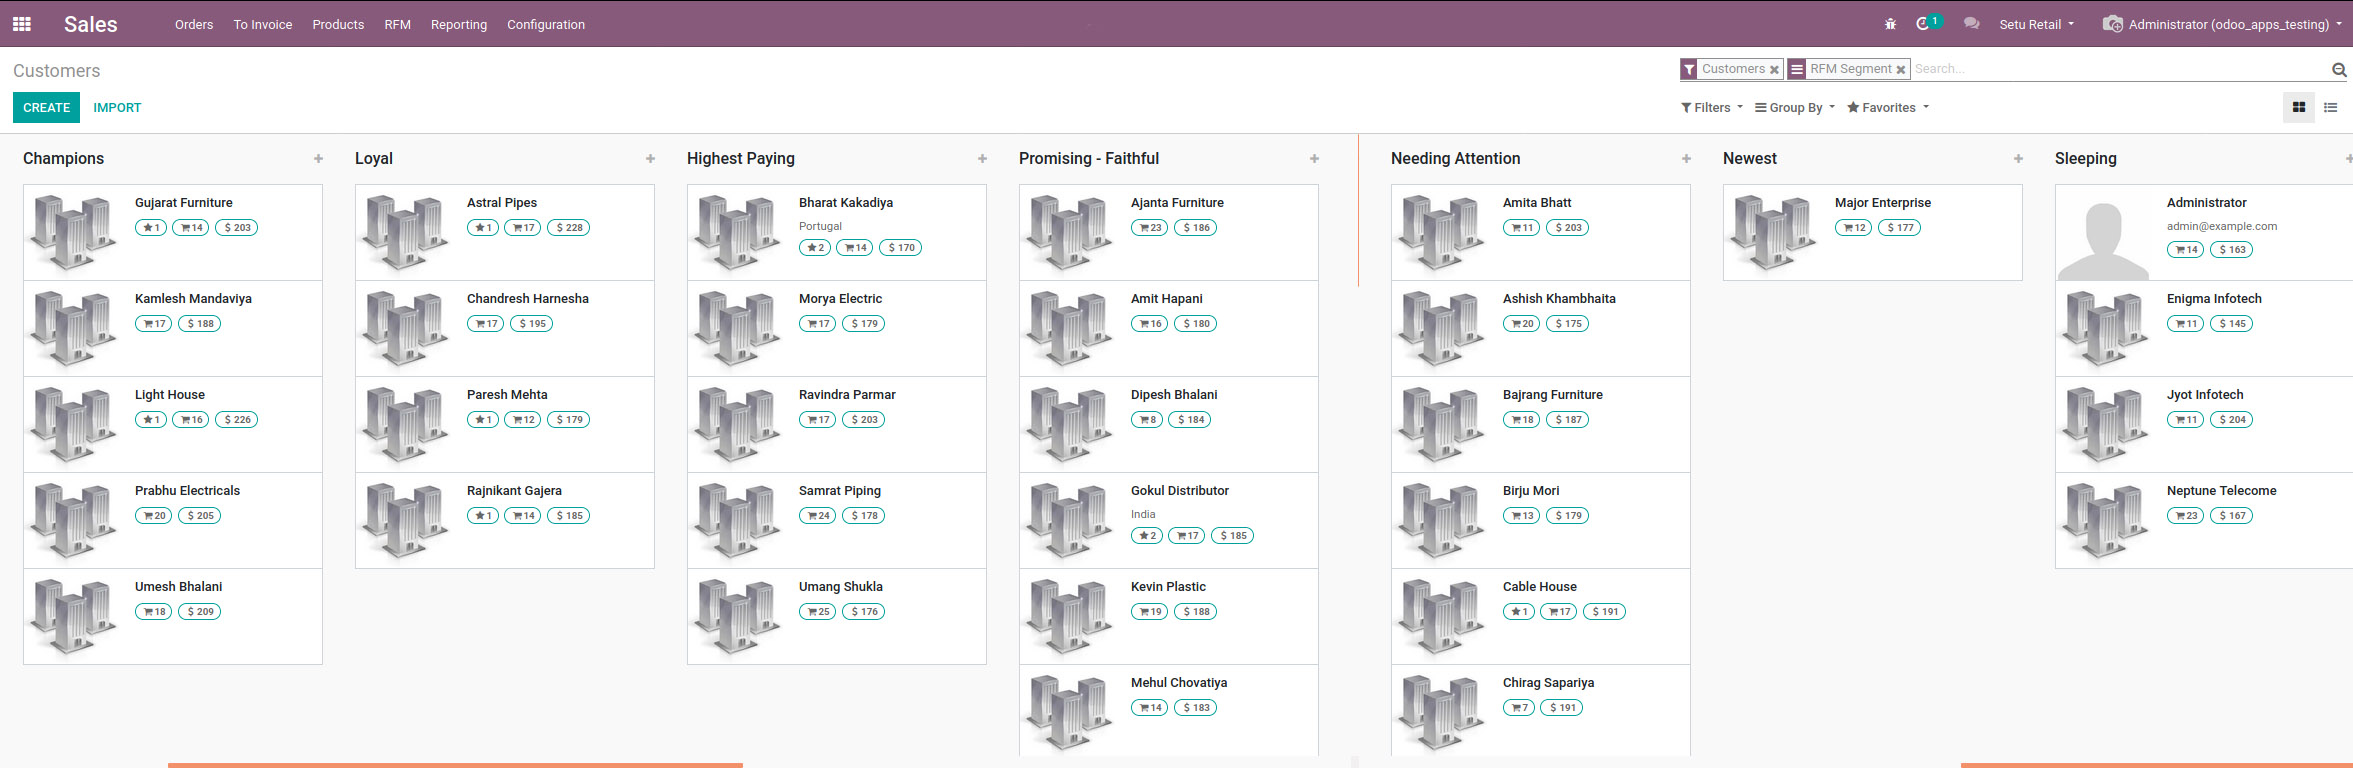 Sales Orders To Invoice Products RFM Reporting Configuration 1 Setu Retail Administrator (odoo_apps_testing)
Customers
Customers RFM Segment Search...
CREATE IMPORT Filters Group By Favorites
Champions
Gujarat Furniture
1 14 $ 203
Kamlesh Mandaviya
17 $ 188
Light House
1 16 $ 226
Prabhu Electricals
20 $ 205
Umesh Bhalani
18 $ 209
Loyal
Astral Pipes
1 17 $ 228
Chandresh Harnesha
17 $ 195
Paresh Mehta
1 12 $ 179
Rajnikant Gajera
1 14 $ 185
Highest Paying
Bharat Kakadiya
Portugal
2 14 $ 170
Morya Electric
17 $ 179
Ravindra Parmar
17 $ 203
Samrat Piping
24 $ 178
Umang Shukla
25 $ 176
Promising - Faithful
Ajanta Furniture
23 $ 186
Amit Hapani
16 $ 180
Dipesh Bhalani
8 $ 184
Gokul Distributor
India
2 17 $ 185
Kevin Plastic
19 $ 188
Mehul Chovatiya
14 $ 183
Needing Attention
Amita Bhatt
11 $ 203
Ashish Khambhaita
20 $ 175
Bajrang Furniture
18 $ 187
Birju Mori
13 $ 179
Cable House
1 17 $ 191
Chirag Sapariya
7 $ 191
Newest
Major Enterprise
12 $ 177
Sleeping
Administrator
admin@example.com
14 $ 163
Enigma Infotech
11 $ 145
Jyot Infotech
11 $ 204
Neptune Telecome
23 $ 167